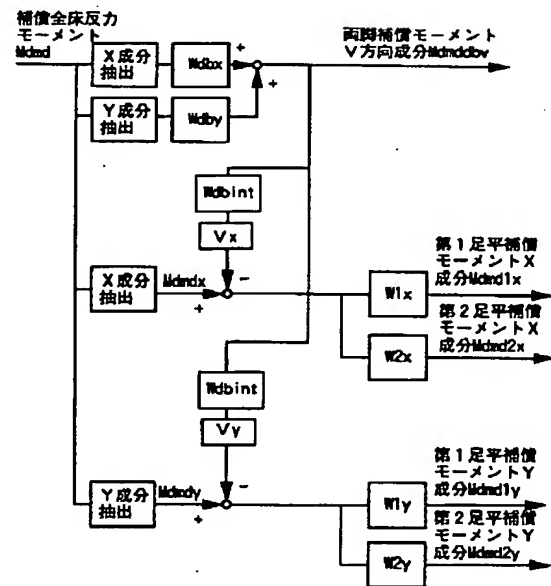 補償全床反力
モーメント
Mdmd
X成分
抽出
Wdbx
+
+
両脚補償モーメント
V方向成分Mdmddbv
Y成分
抽出
Wdby
Wdbint
Vx
X成分
抽出
Mdmdx
-
+
W1x
第1足平補償
モーメントX
成分Mdmd1x
W2x
第2足平補償
モーメントX
成分Mdmd2x
Wdbint
Vy
Y成分
抽出
Mdmdy
-
+
W1y
第1足平補償
モーメントY
成分Mdmd1y
W2y
第2足平補償
モーメントY
成分Mdmd2y